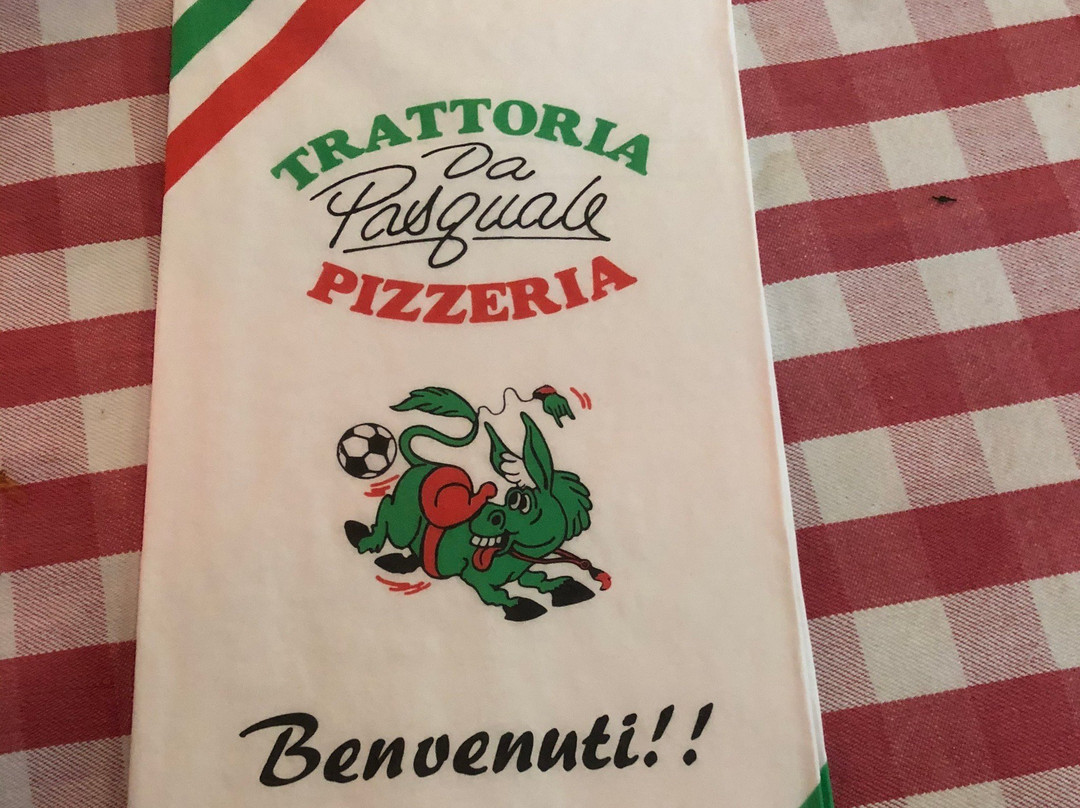 TRATTORIA
Da
Pasquale
PIZZERIA
Benvenuti!!